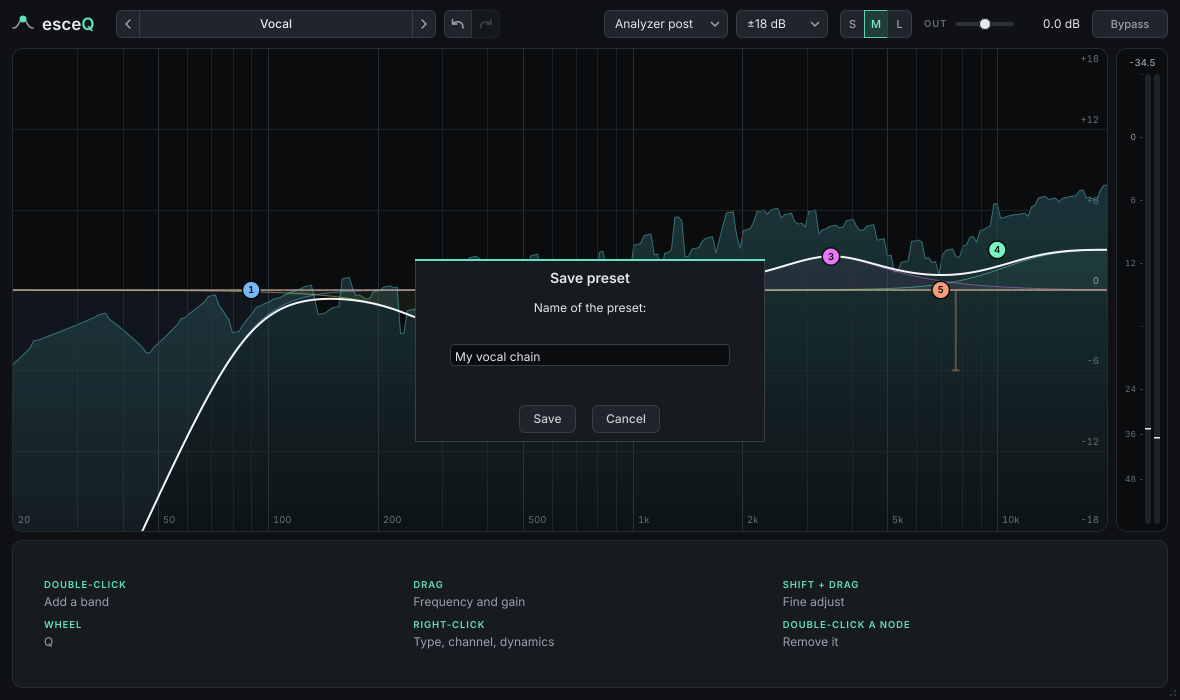 esceQ
Vocal
Analyzer post
±18 dB
S M L
OUT
0.0 dB
Bypass
+18
+12
+6
0
-6
-12
-18
-34.5
0
6
12
24
36
48
1
3
4
5
Save preset
Name of the preset:
My vocal chain
Save
Cancel
20 50 100 200 500 1k 2k 5k 10k
DOUBLE-CLICK
Add a band
DRAG
Frequency and gain
SHIFT + DRAG
Fine adjust
WHEEL
Q
RIGHT-CLICK
Type, channel, dynamics
DOUBLE-CLICK A NODE
Remove it